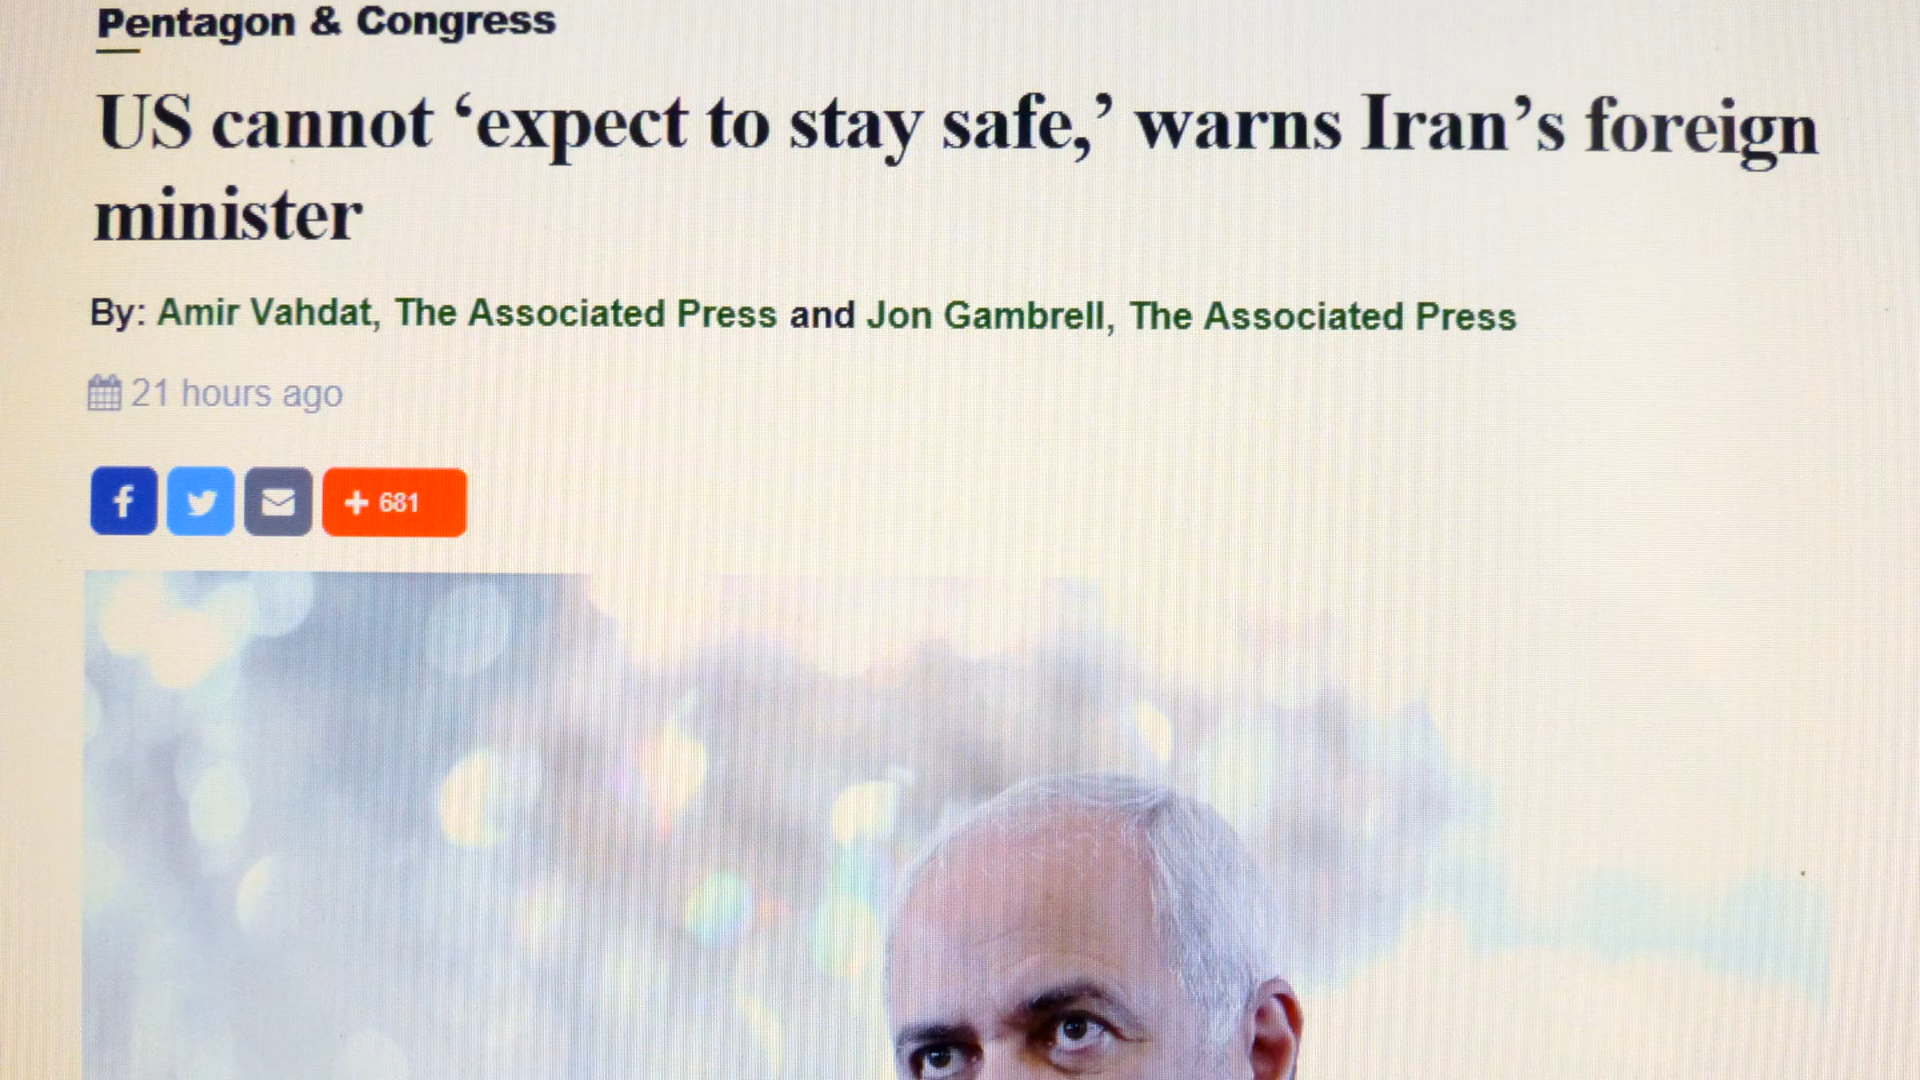 Pentagon & Congress
US cannot ‘expect to stay safe,’ warns Iran’s foreign
minister
By: Amir Vahdat, The Associated Press and Jon Gambrell, The Associated Press
21 hours ago
f
+ 681